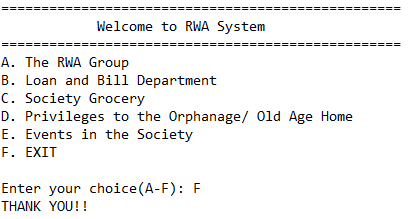 ==================================================
Welcome to RWA System
==================================================
A. The RWA Group
B. Loan and Bill Department
C. Society Grocery
D. Privileges to the Orphanage/ Old Age Home
E. Events in the Society
F. EXIT
Enter your choice(A-F): F
THANK YOU!!